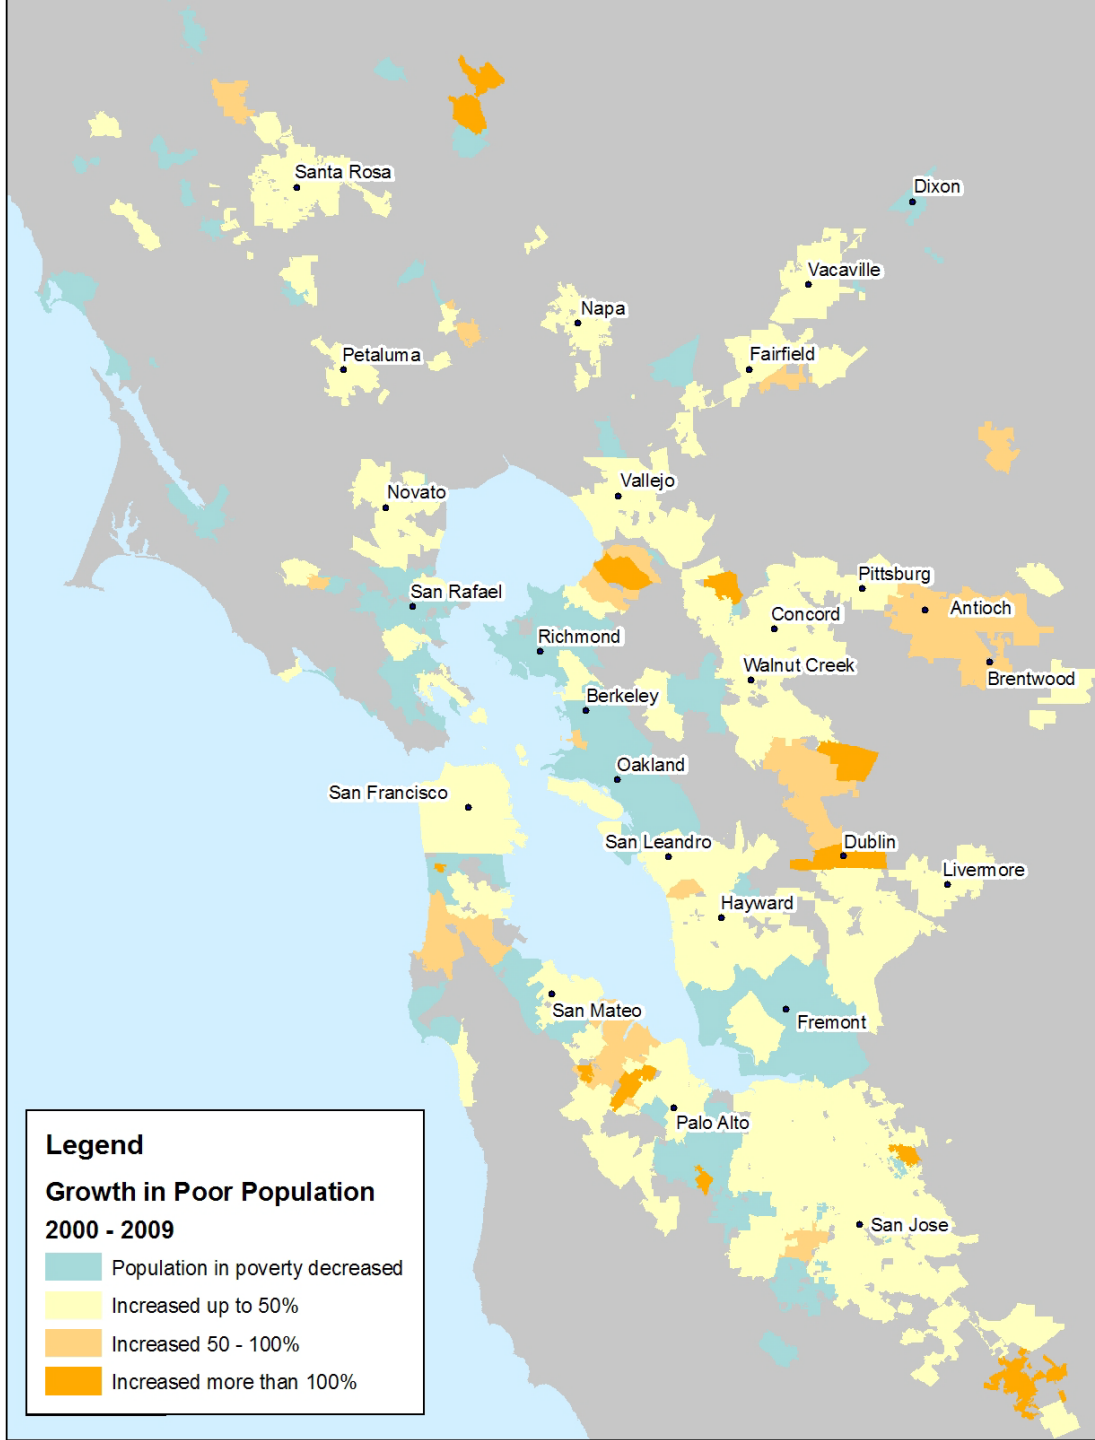 Santa Rosa
Dixon
Vacaville
Napa
Petaluma
Fairfield
Vallejo
Novato
Pittsburg
San Rafael
Antioch
Concord
Richmond
Walnut Creek
Brentwood
Berkeley
Oakland
San Francisco
San Leandro
Dublin
Livermore
Hayward
San Mateo
Fremont
Palo Alto
San Jose
Legend
Growth in Poor Population
2000 - 2009
Population in poverty decreased
Increased up to 50%
Increased 50 - 100%
Increased more than 100%